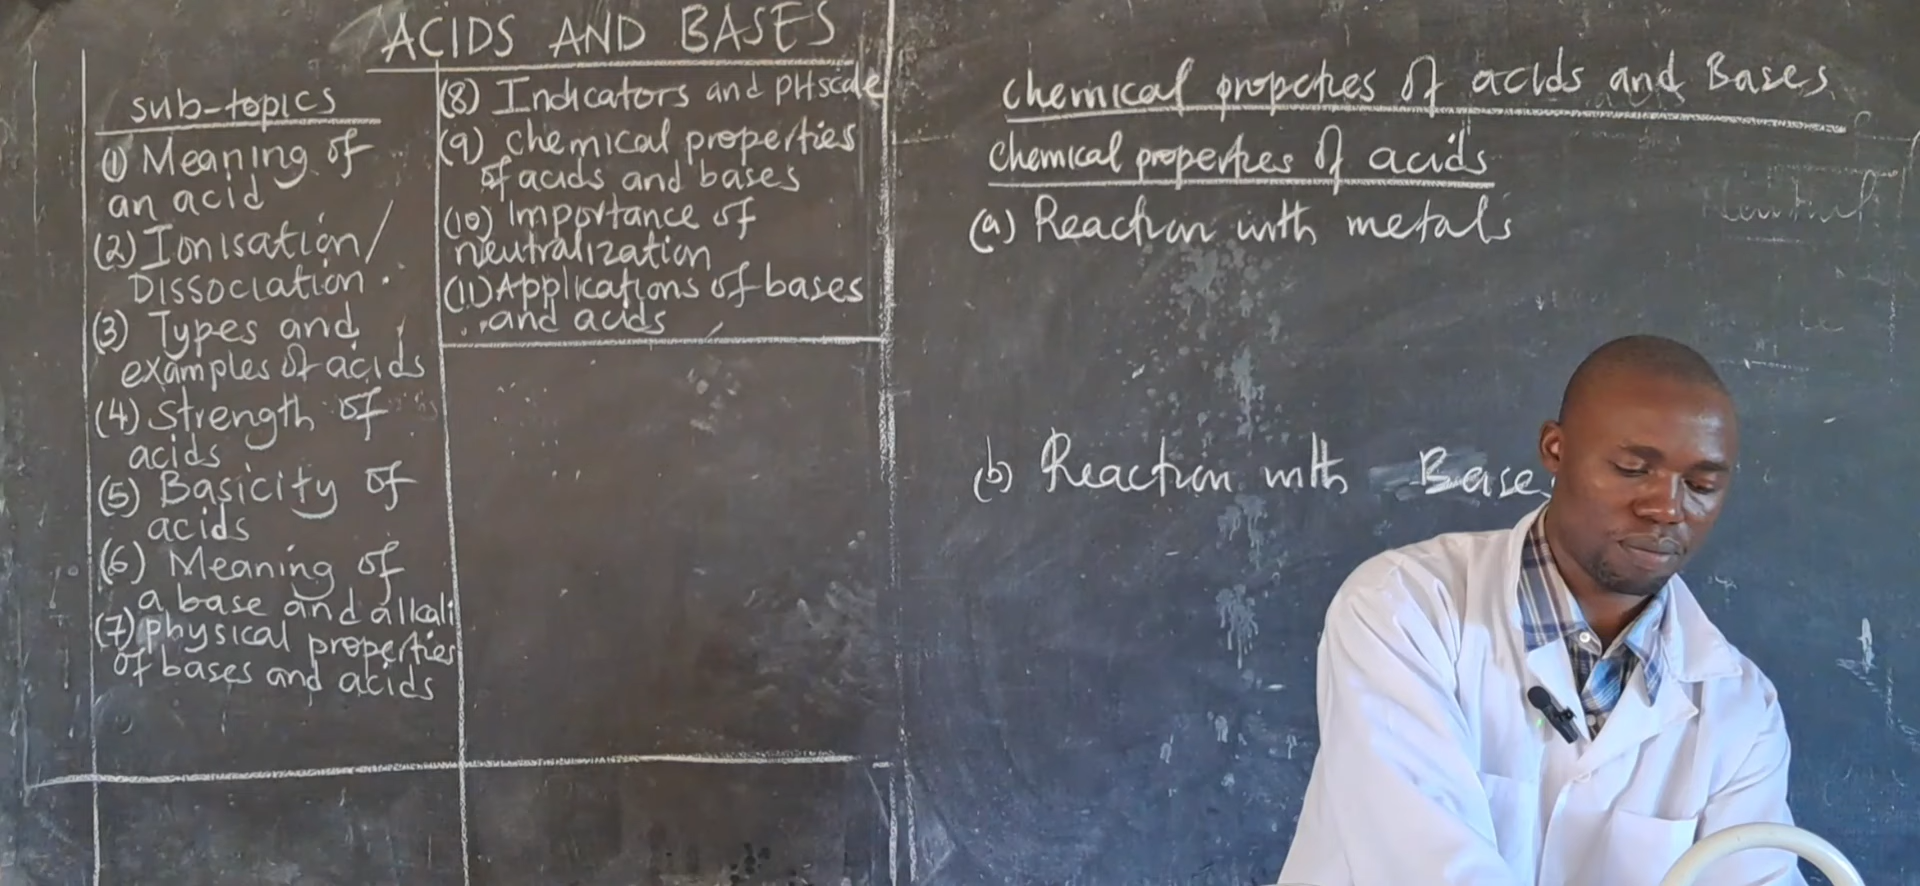 ACIDS AND BASES
sub-topics
(1) Meaning of
an acid
(2) Ionisation/
Dissociation.
(3) Types and
examples of acids
(4) Strength of
acids
(5) Basicity of
acids
(6) Meaning of
a base and alkali
(7) physical properties
of bases and acids
(8) Indicators and PH scale
(9) chemical properties
of acids and bases
(10) Importance of
neutralization
(11) Applications of bases
and acids
chemical properties of acids and Bases
chemical properties of acids
(a) Reaction with metals
(b) Reaction with Base